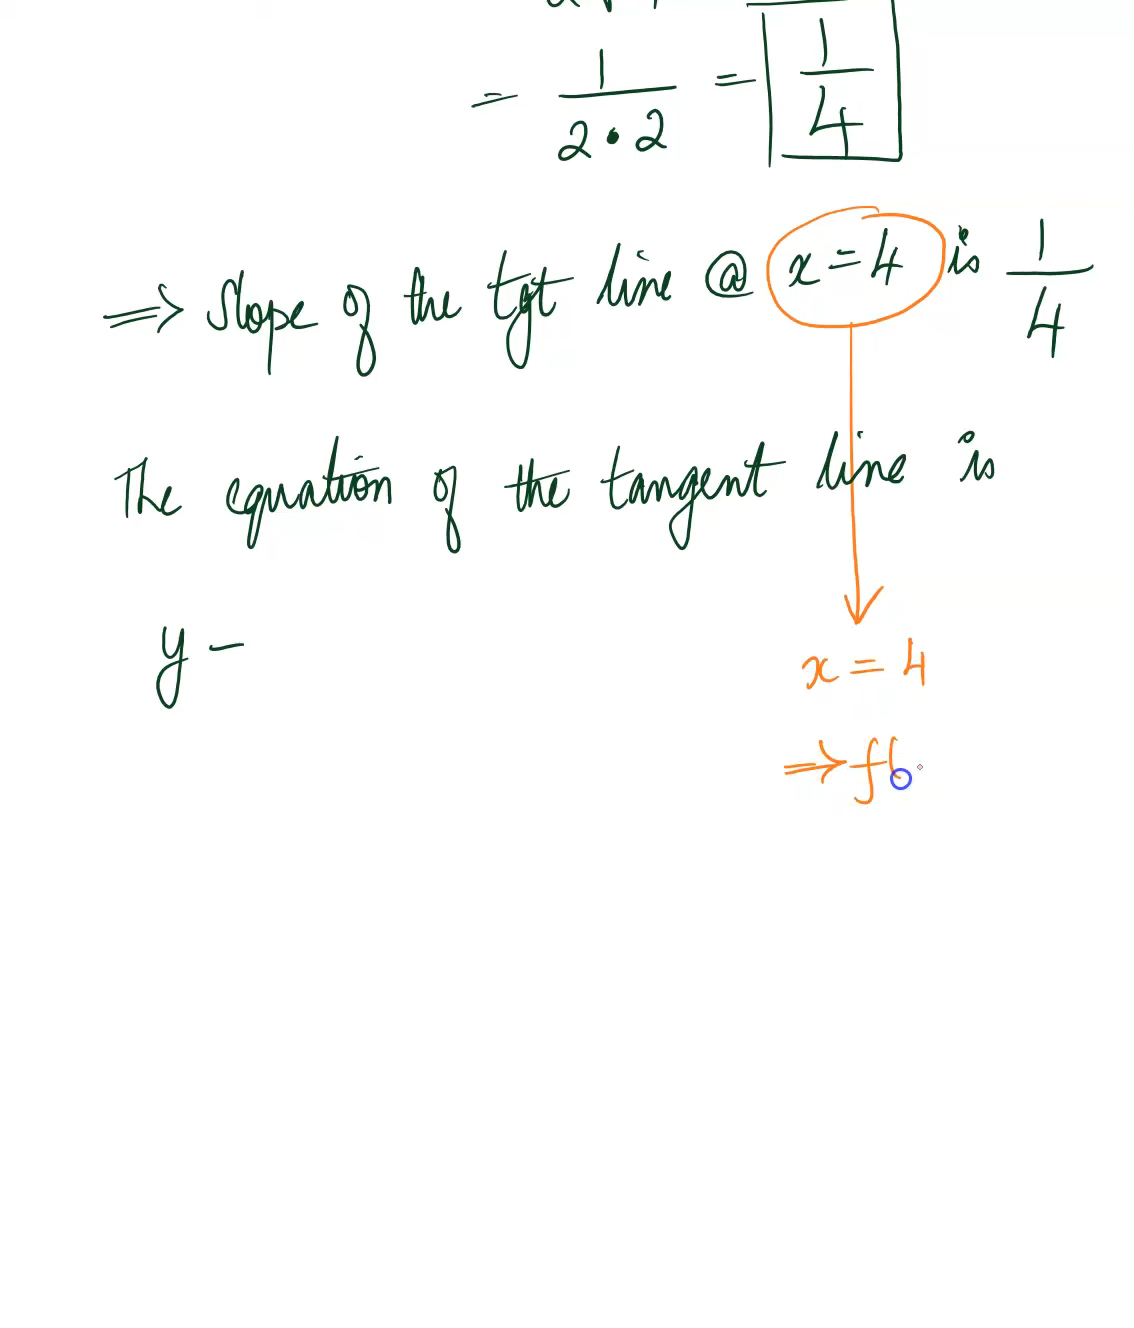 = 1/2·2 = 1/4
⇒ Slope of the tgt line @ x=4 is 1/4
The equation of the tangent line is
y –
x = 4
⇒ f(